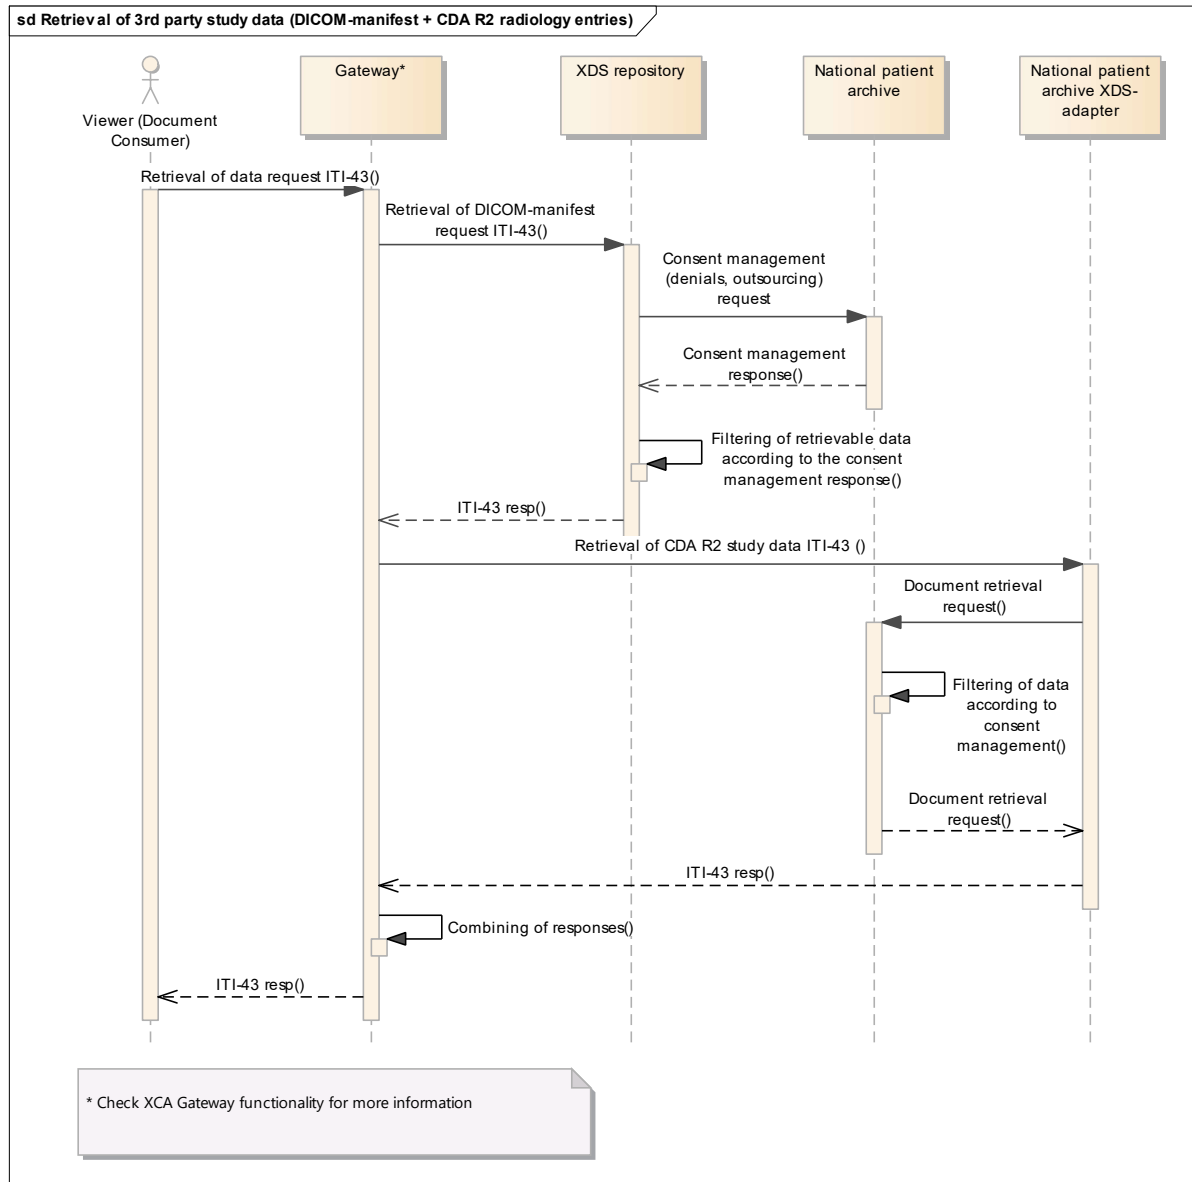 sd Retrieval of 3rd party study data (DICOM-manifest + CDA R2 radiology entries)
Viewer (Document
Consumer)
Gateway*
XDS repository
National patient
archive
National patient
archive XDS-
adapter
Retrieval of data request ITI-43()
Retrieval of DICOM-manifest
request ITI-43()
Consent management
(denials, outsourcing)
request
Consent management
response()
Filtering of retrievable data
according to the consent
management response()
ITI-43 resp()
Retrieval of CDA R2 study data ITI-43 ()
Document retrieval
request()
Filtering of data
according to
consent
management()
Document retrieval
request()
ITI-43 resp()
Combining of responses()
ITI-43 resp()
* Check XCA Gateway functionality for more information